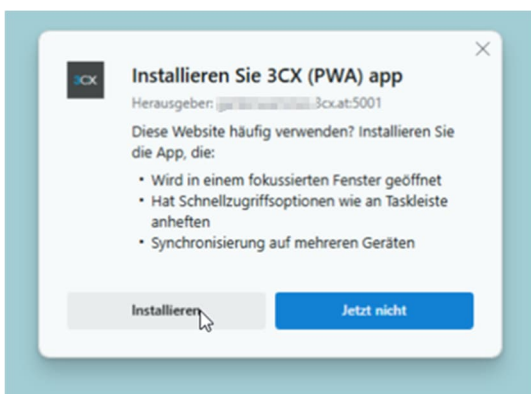 3CX
Installieren Sie 3CX (PWA) app
Herausgeber: 3cx.at:5001
Diese Website häufig verwenden? Installieren Sie
die App, die:
• Wird in einem fokussierten Fenster geöffnet
• Hat Schnellzugriffsoptionen wie an Taskleiste
anheften
• Synchronisierung auf mehreren Geräten
Installieren
Jetzt nicht